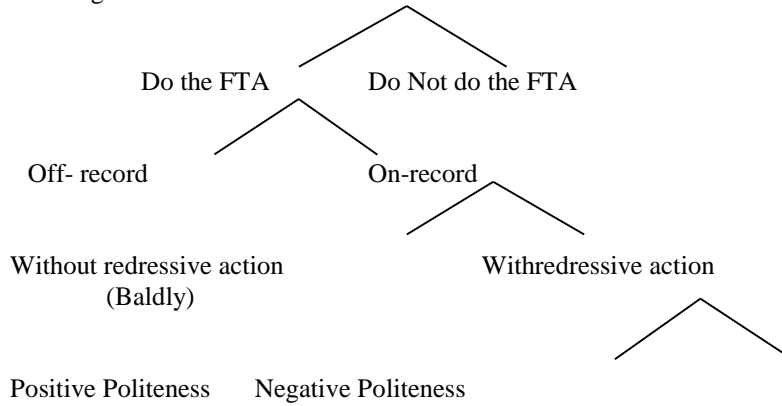 Do the FTA Do Not do the FTA
Off- record On-record
Without redressive action Withredressive action
(Baldly)
Positive Politeness Negative Politeness